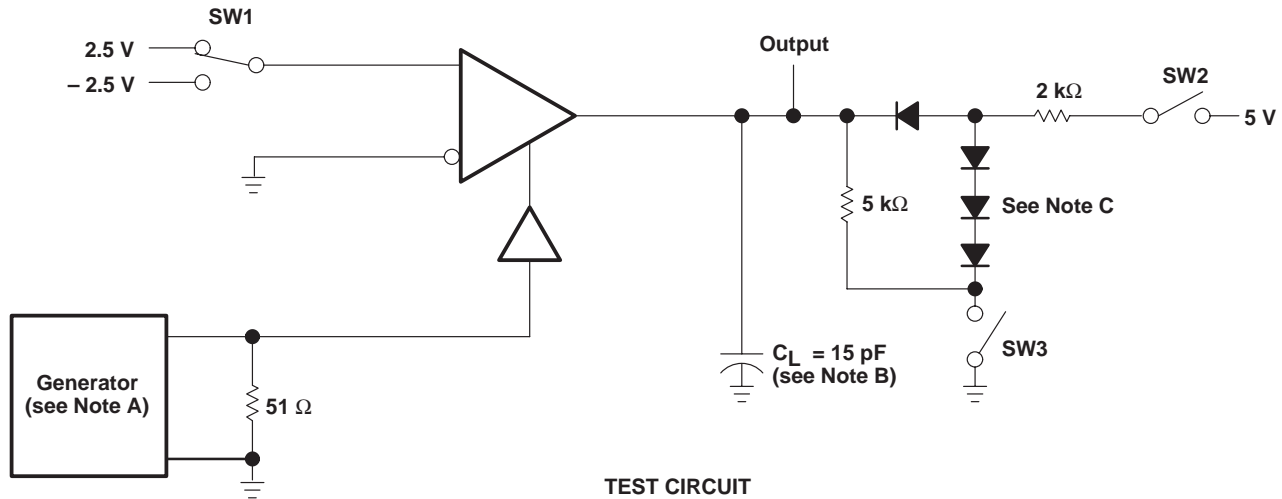 SW1
2.5 V
– 2.5 V
Output
SW2
2 kΩ
5 V
5 kΩ
See Note C
SW3
CL = 15 pF
(see Note B)
Generator
(see Note A)
51 Ω
TEST CIRCUIT